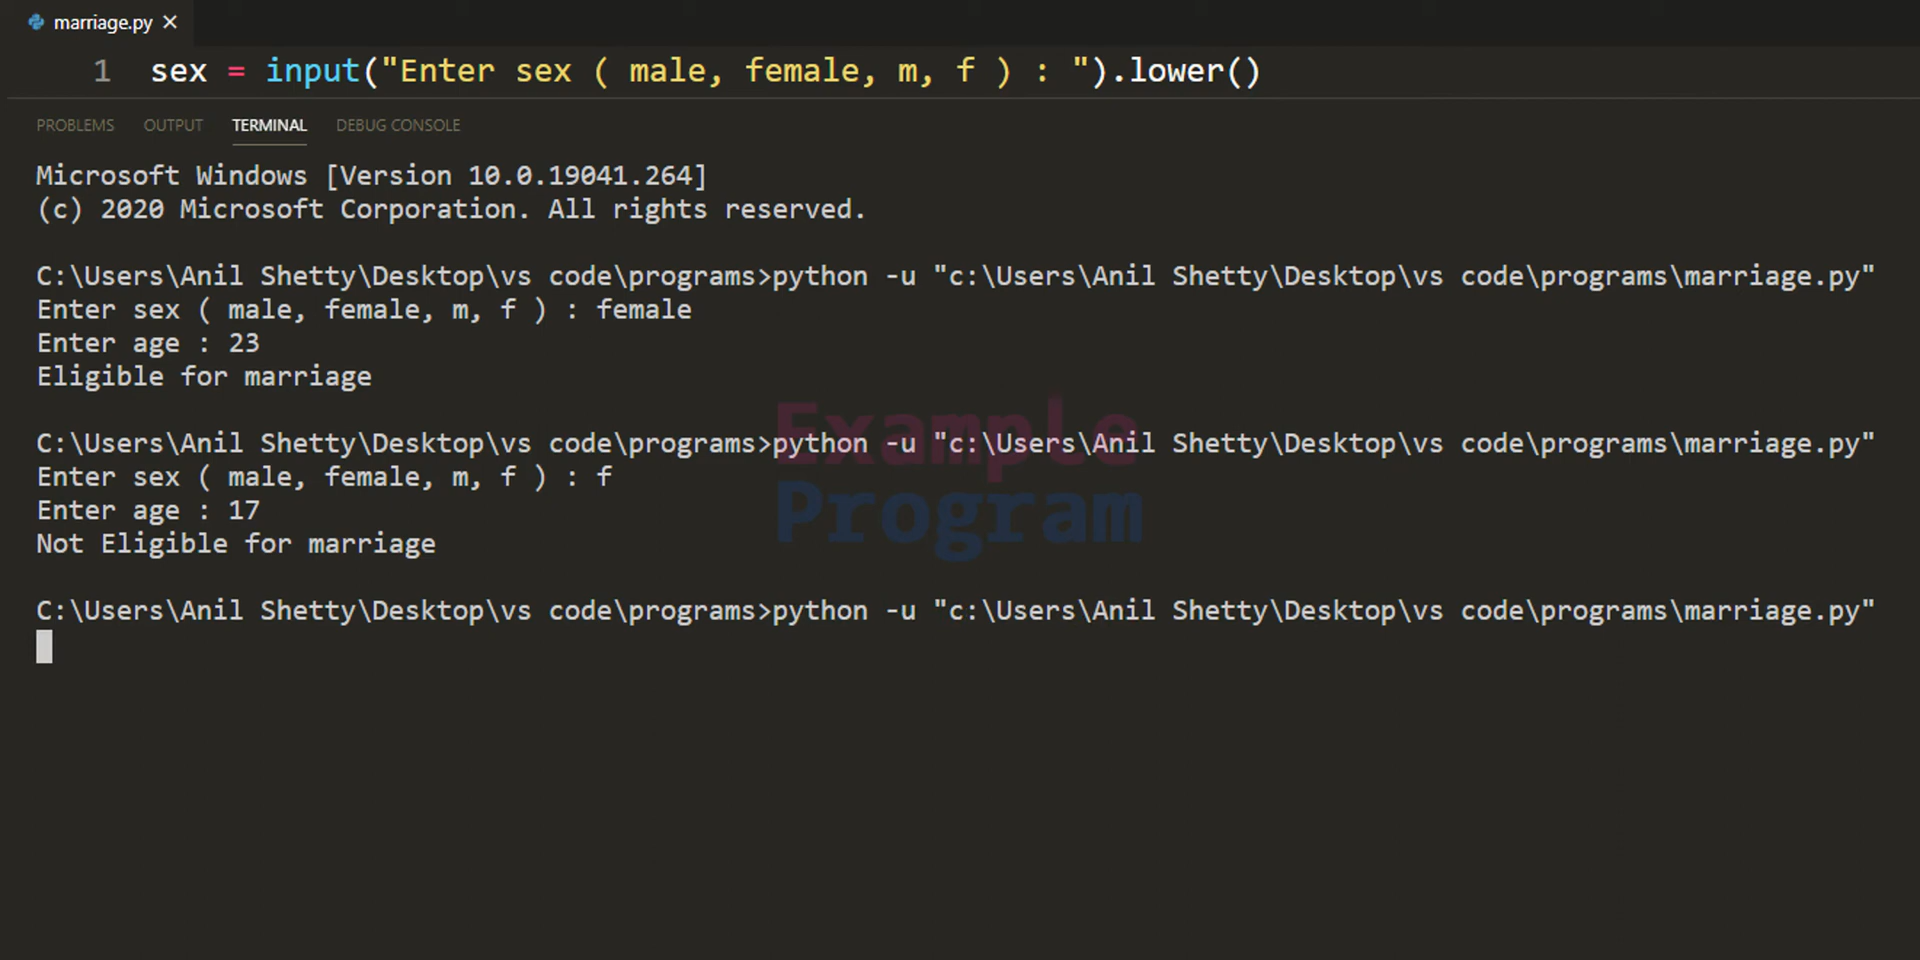 marriage.py ×
1 sex = input("Enter sex ( male, female, m, f ) : ").lower()
PROBLEMS OUTPUT TERMINAL DEBUG CONSOLE
Microsoft Windows [Version 10.0.19041.264]
(c) 2020 Microsoft Corporation. All rights reserved.
C:\Users\Anil Shetty\Desktop\vs code\programs>python -u "c:\Users\Anil Shetty\Desktop\vs code\programs\marriage.py"
Enter sex ( male, female, m, f ) : female
Enter age : 23
Eligible for marriage
C:\Users\Anil Shetty\Desktop\vs code\programs>python -u "c:\Users\Anil Shetty\Desktop\vs code\programs\marriage.py"
Enter sex ( male, female, m, f ) : f
Enter age : 17
Not Eligible for marriage
C:\Users\Anil Shetty\Desktop\vs code\programs>python -u "c:\Users\Anil Shetty\Desktop\vs code\programs\marriage.py"
Example
Program